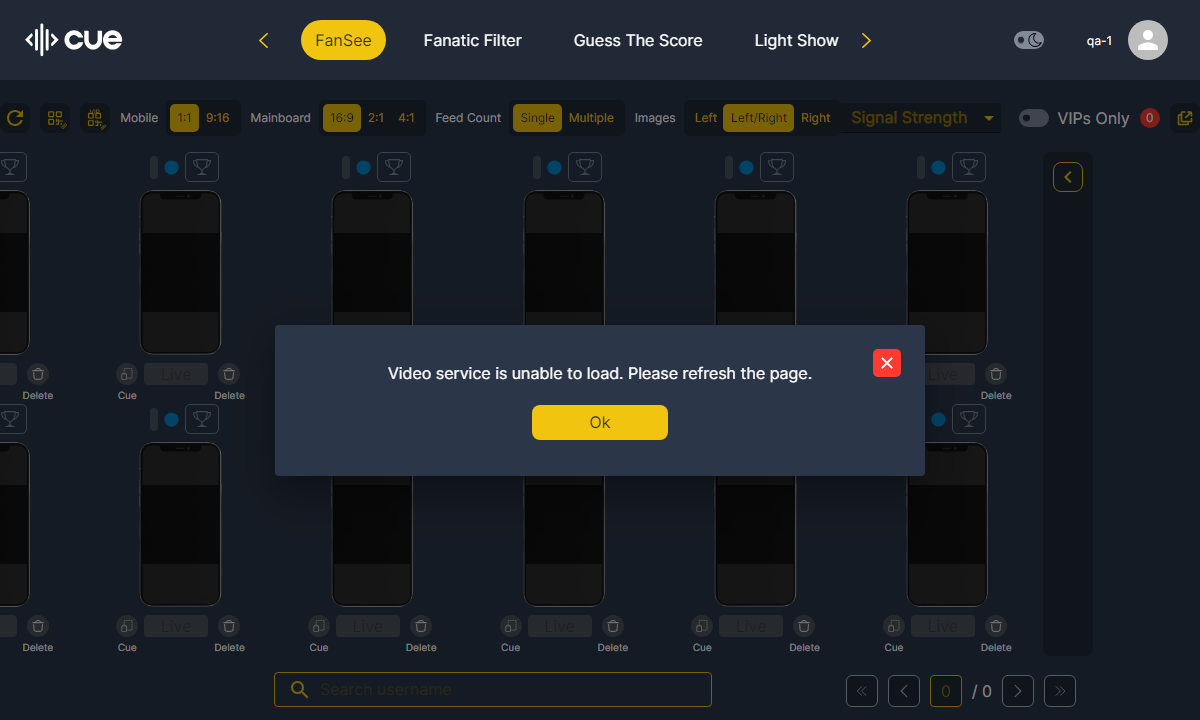 cue
FanSee
Fanatic Filter
Guess The Score
Light Show
qa-1
Mobile
1:1
9:16
Mainboard
16:9
2:1
4:1
Feed Count
Single
Multiple
Images
Left
Left/Right
Right
Signal Strength
VIPs Only
0
Video service is unable to load. Please refresh the page.
Ok
Live
Live
Delete
Cue
Delete
Delete
Live
Live
Live
Live
Live
Delete
Cue
Delete
Cue
Delete
Cue
Delete
Cue
Delete
Cue
Delete
Search username
0 / 0